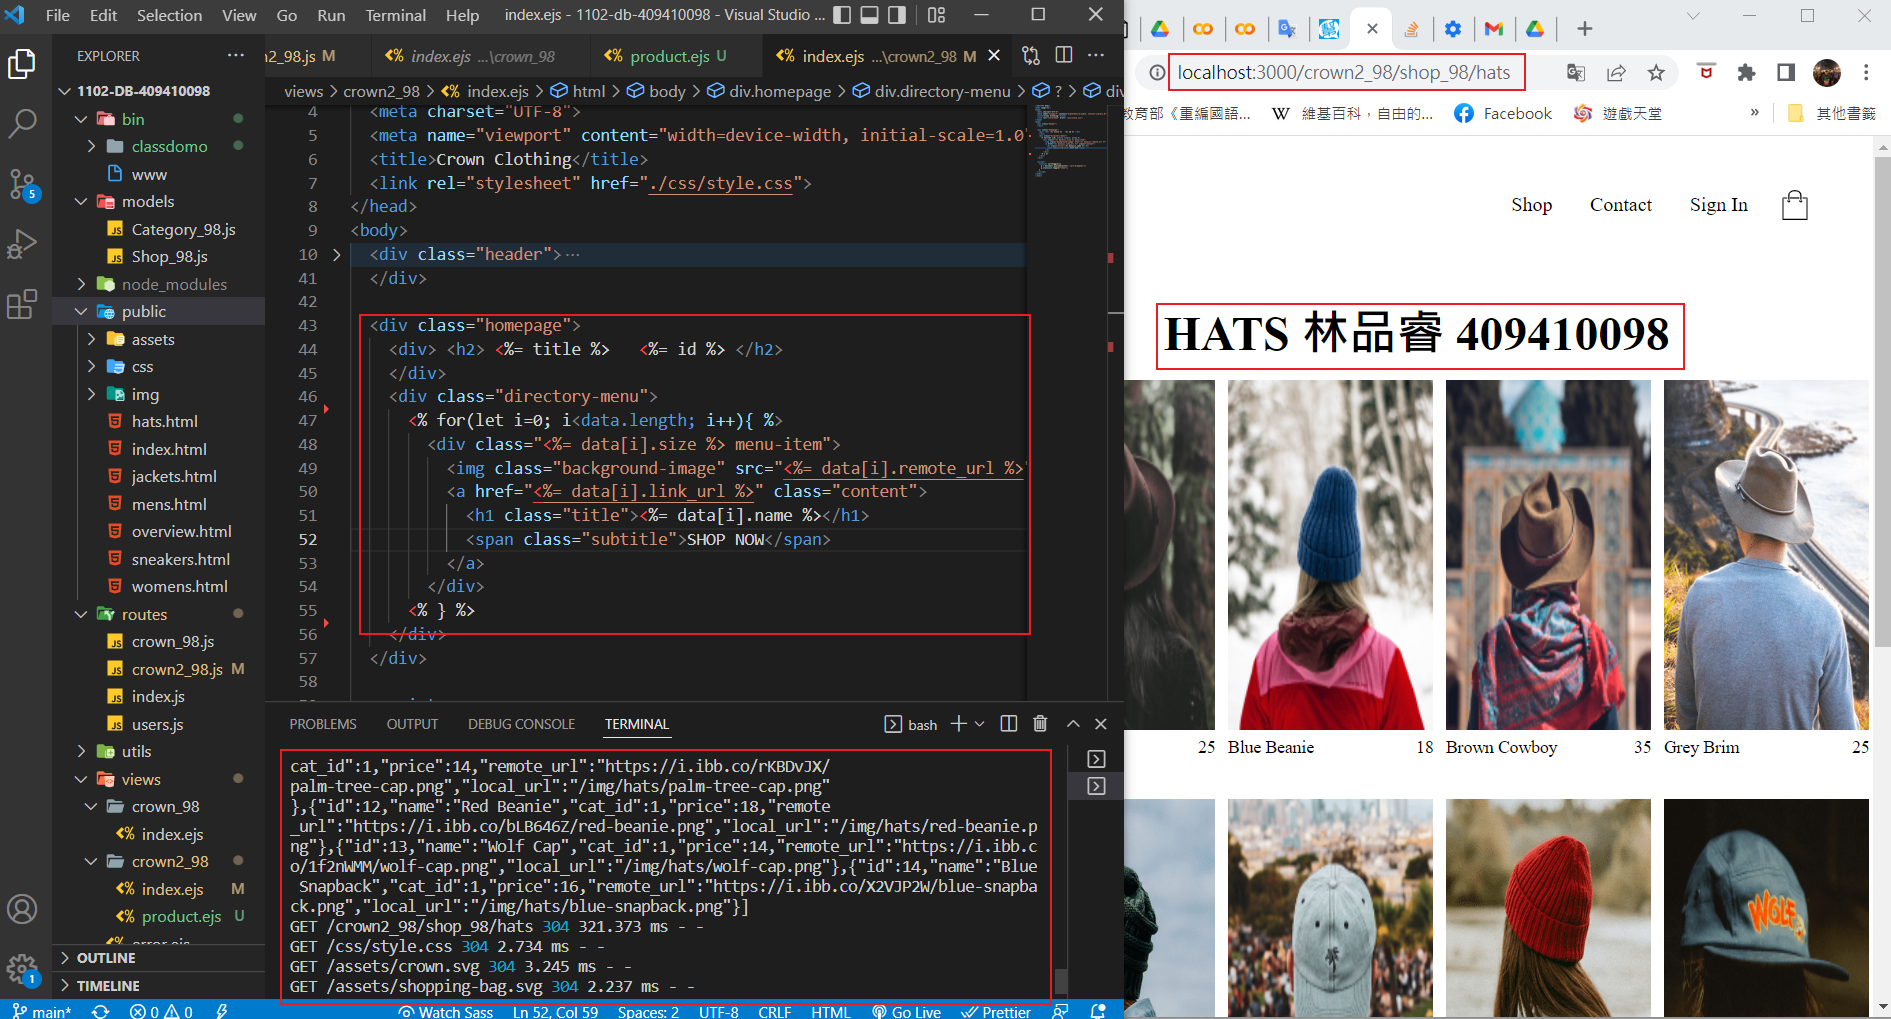 File Edit Selection View Go Run Terminal Help index.ejs - 1102-db-409410098 - Visual Studio ...
EXPLORER ...
1102-DB-409410098
bin
classdomo
www
models
Category_98.js
Shop_98.js
node_modules
public
assets
css
img
hats.html
index.html
jackets.html
mens.html
overview.html
sneakers.html
womens.html
routes
crown_98.js
crown2_98.js M
index.js
users.js
utils
views
crown_98
index.ejs
crown2_98
index.ejs M
product.ejs U
error.ejs
OUTLINE
TIMELINE
n2_98.js M index.ejs ...\crown_98 product.ejs U index.ejs ...\crown2_98 M
views > crown2_98 > index.ejs > html > body > div.homepage > div.directory-menu > ? > div
4 <meta charset="UTF-8">
5 <meta name="viewport" content="width=device-width, initial-scale=1.0"
6 <title>Crown Clothing</title>
7 <link rel="stylesheet" href="./css/style.css">
8 </head>
9 <body>
10 <div class="header">...
41 </div>
42
43 <div class="homepage">
44 <div> <h2> <%= title %> <%= id %> </h2>
45 </div>
46 <div class="directory-menu">
47 <% for(let i=0; i<data.length; i++){ %>
48 <div class="<%= data[i].size %> menu-item">
49 <img class="background-image" src="<%= data[i].remote_url %>"
50 <a href="<%= data[i].link_url %>" class="content">
51 <h1 class="title"><%= data[i].name %></h1>
52 <span class="subtitle">SHOP NOW</span>
53 </a>
54 </div>
55 <% } %>
56 </div>
57 </div>
58
PROBLEMS OUTPUT DEBUG CONSOLE TERMINAL bash
cat_id":1,"price":14,"remote_url":"https://i.ibb.co/rKBDvJX/
palm-tree-cap.png","local_url":"/img/hats/palm-tree-cap.png"
},{"id":12,"name":"Red Beanie","cat_id":1,"price":18,"remote
_url":"https://i.ibb.co/bLB646Z/red-beanie.png","local_url":"/img/hats/red-beanie.p
ng"},{"id":13,"name":"Wolf Cap","cat_id":1,"price":14,"remote_url":"https://i.ibb.c
o/1f2nWMM/wolf-cap.png","local_url":"/img/hats/wolf-cap.png"},{"id":14,"name":"Blue
Snapback","cat_id":1,"price":16,"remote_url":"https://i.ibb.co/X2VJP2W/blue-snapba
ck.png","local_url":"/img/hats/blue-snapback.png"}]
GET /crown2_98/shop_98/hats 304 321.373 ms - -
GET /css/style.css 304 2.734 ms - -
GET /assets/crown.svg 304 3.245 ms - -
GET /assets/shopping-bag.svg 304 2.237 ms - -
main* 0 0 Watch Sass Ln 52, Col 59 Spaces: 2 UTF-8 CRLF HTML Go Live Prettier
5
1
localhost:3000/crown2_98/shop_98/hats
教育部《重編國語... W 維基百科，自由的... Facebook 遊戲天堂 » 其他書籤
Shop Contact Sign In
HATS 林品睿 409410098
25 Blue Beanie 18 Brown Cowboy 35 Grey Brim 25
WOLF